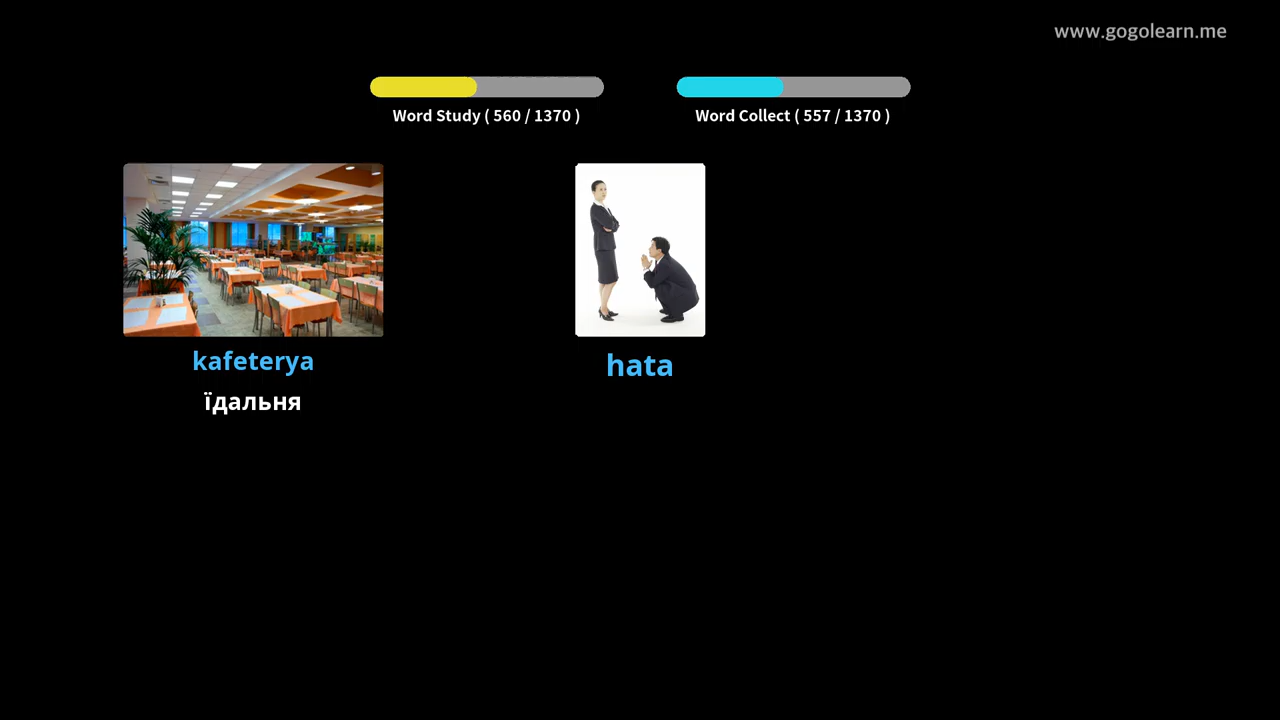 www.gogolearn.me
Word Study ( 560 / 1370 )
Word Collect ( 557 / 1370 )
kafeterya
їдальня
hata